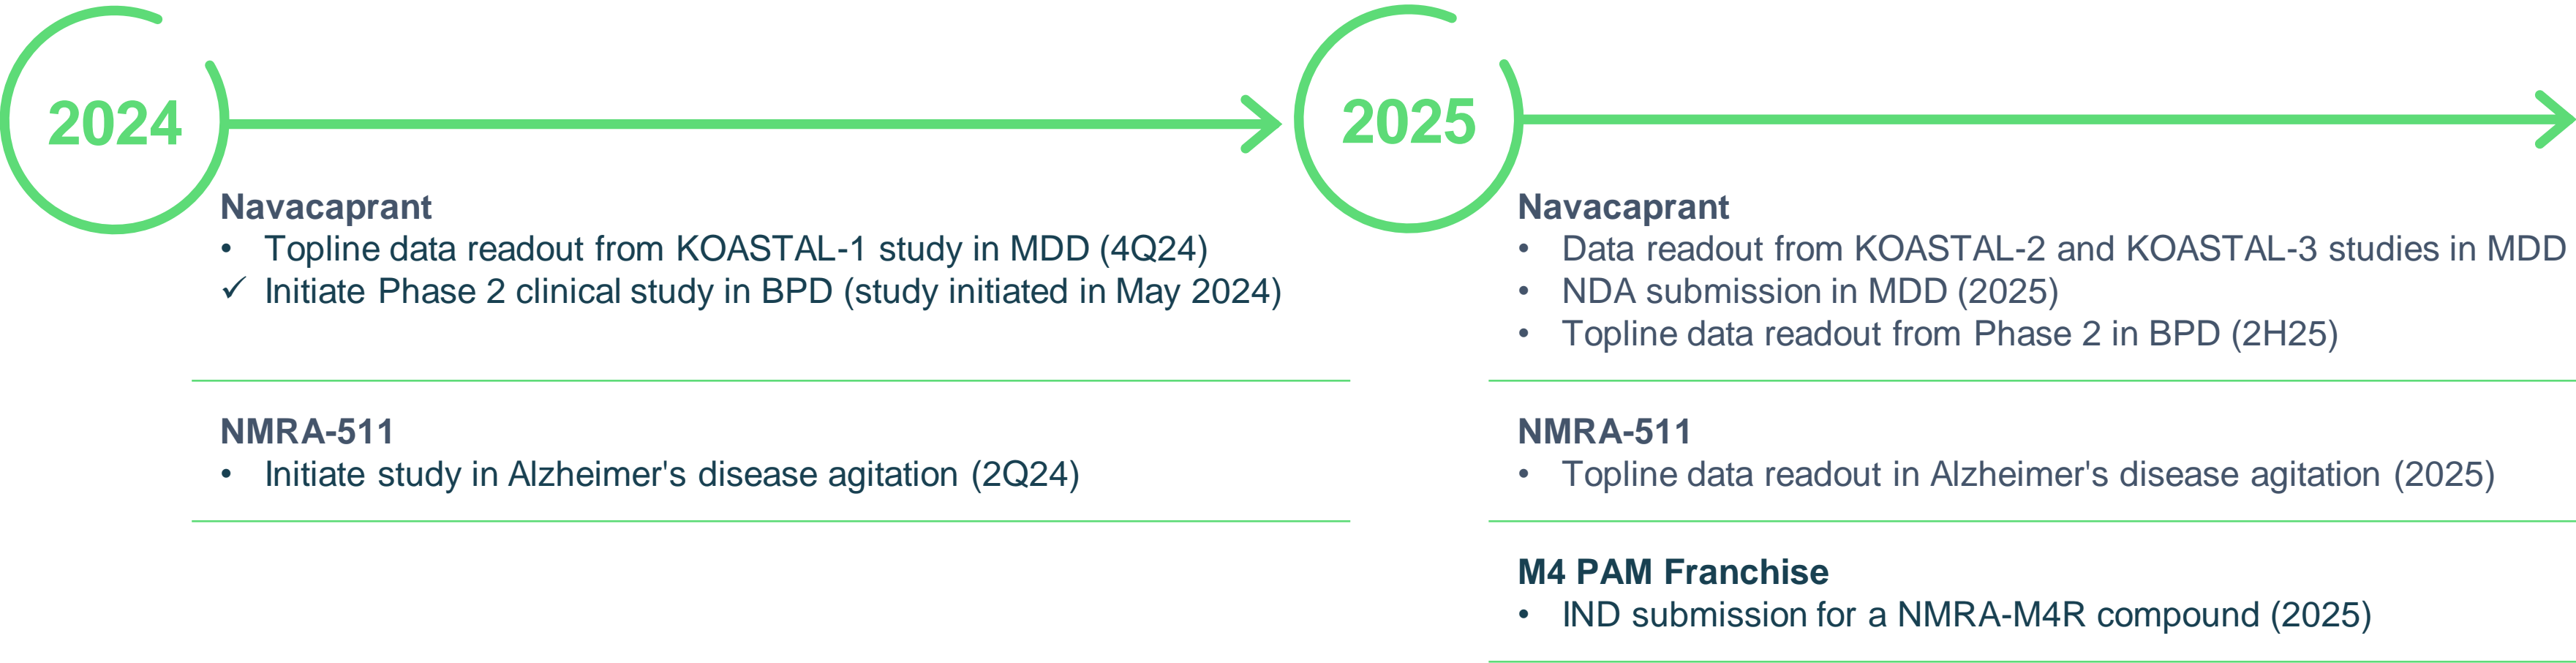 2024
Navacaprant
• Topline data readout from KOASTAL-1 study in MDD (4Q24)
✓ Initiate Phase 2 clinical study in BPD (study initiated in May 2024)
NMRA-511
• Initiate study in Alzheimer's disease agitation (2Q24)
2025
Navacaprant
• Data readout from KOASTAL-2 and KOASTAL-3 studies in MDD
• NDA submission in MDD (2025)
• Topline data readout from Phase 2 in BPD (2H25)
NMRA-511
• Topline data readout in Alzheimer's disease agitation (2025)
M4 PAM Franchise
• IND submission for a NMRA-M4R compound (2025)